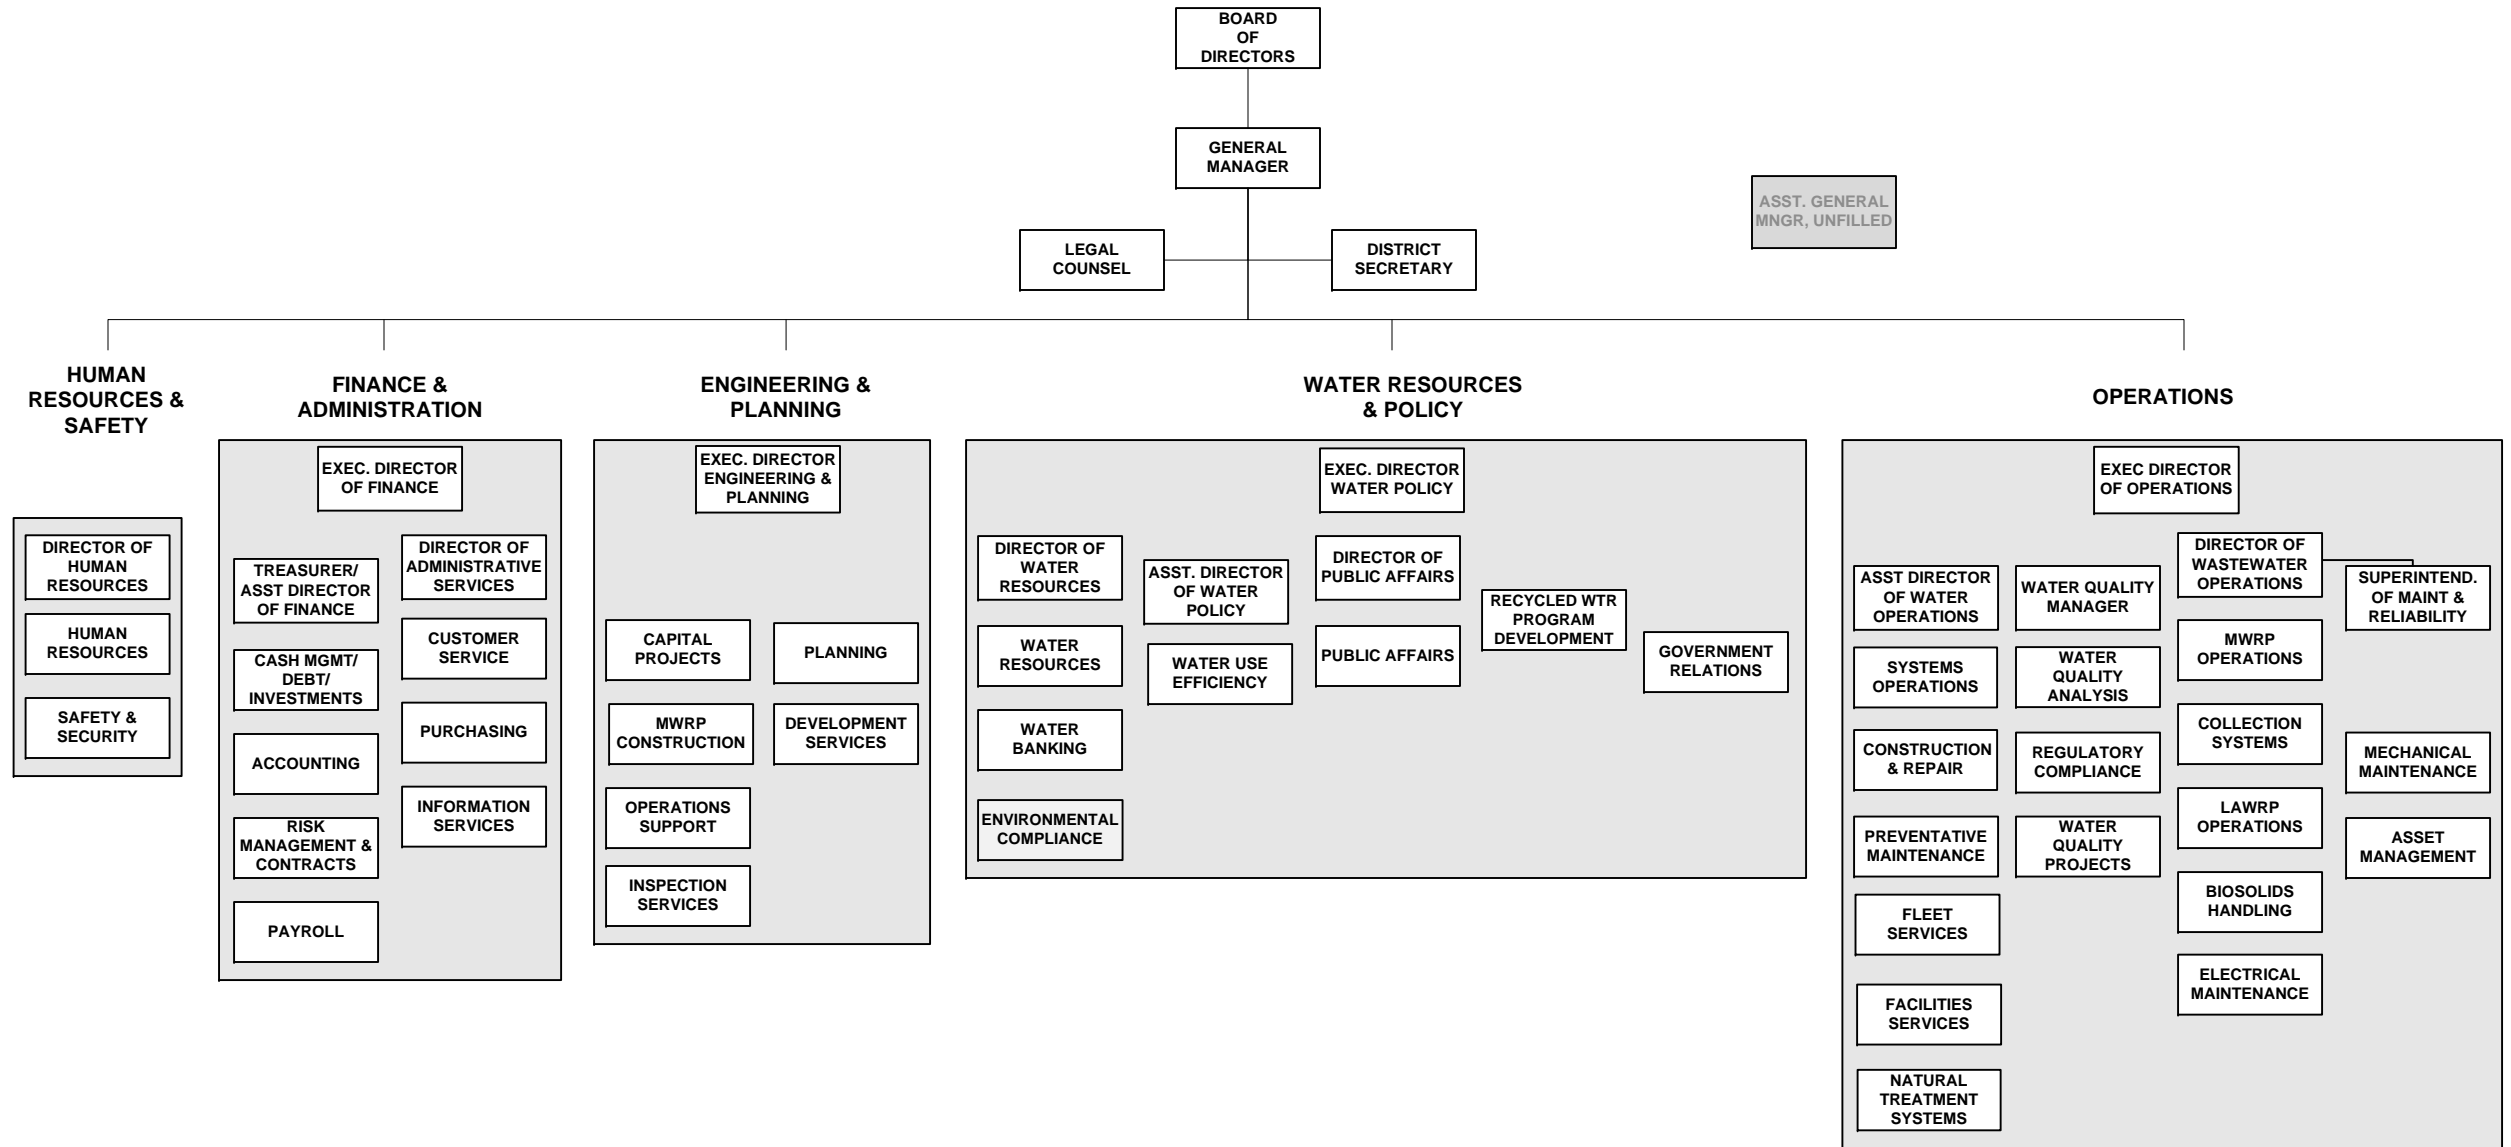 BOARD
OF
DIRECTORS
GENERAL
MANAGER
ASST. GENERAL
MNGR, UNFILLED
LEGAL
COUNSEL
DISTRICT
SECRETARY
HUMAN
RESOURCES &
SAFETY
DIRECTOR OF
HUMAN
RESOURCES
HUMAN
RESOURCES
SAFETY &
SECURITY
FINANCE &
ADMINISTRATION
EXEC. DIRECTOR
OF FINANCE
TREASURER/
ASST DIRECTOR
OF FINANCE
CASH MGMT/
DEBT/
INVESTMENTS
ACCOUNTING
RISK
MANAGEMENT &
CONTRACTS
PAYROLL
DIRECTOR OF
ADMINISTRATIVE
SERVICES
CUSTOMER
SERVICE
PURCHASING
INFORMATION
SERVICES
ENGINEERING &
PLANNING
EXEC. DIRECTOR
ENGINEERING &
PLANNING
CAPITAL
PROJECTS
MWRP
CONSTRUCTION
OPERATIONS
SUPPORT
INSPECTION
SERVICES
PLANNING
DEVELOPMENT
SERVICES
WATER RESOURCES
& POLICY
EXEC. DIRECTOR
WATER POLICY
DIRECTOR OF
WATER
RESOURCES
WATER
RESOURCES
WATER
BANKING
ENVIRONMENTAL
COMPLIANCE
ASST. DIRECTOR
OF WATER
POLICY
WATER USE
EFFICIENCY
DIRECTOR OF
PUBLIC AFFAIRS
PUBLIC AFFAIRS
RECYCLED WTR
PROGRAM
DEVELOPMENT
GOVERNMENT
RELATIONS
OPERATIONS
EXEC DIRECTOR
OF OPERATIONS
ASST DIRECTOR
OF WATER
OPERATIONS
SYSTEMS
OPERATIONS
CONSTRUCTION
& REPAIR
PREVENTATIVE
MAINTENANCE
FLEET
SERVICES
FACILITIES
SERVICES
NATURAL
TREATMENT
SYSTEMS
WATER QUALITY
MANAGER
WATER
QUALITY
ANALYSIS
REGULATORY
COMPLIANCE
WATER
QUALITY
PROJECTS
DIRECTOR OF
WASTEWATER
OPERATIONS
MWRP
OPERATIONS
COLLECTION
SYSTEMS
LAWRP
OPERATIONS
BIOSOLIDS
HANDLING
ELECTRICAL
MAINTENANCE
SUPERINTEND.
OF MAINT &
RELIABILITY
MECHANICAL
MAINTENANCE
ASSET
MANAGEMENT